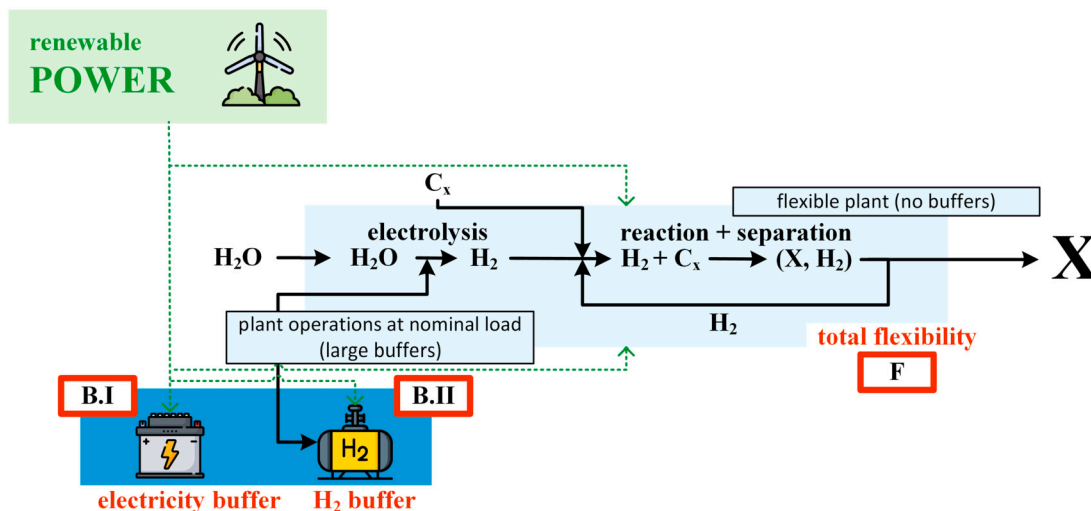 renewable
POWER
Cₓ
flexible plant (no buffers)
electrolysis
reaction + separation
H₂O
H₂O
H₂
H₂ + Cₓ
(X, H₂)
X
H₂
plant operations at nominal load
(large buffers)
total flexibility
F
B.I
B.II
- +
H2
electricity buffer
H₂ buffer